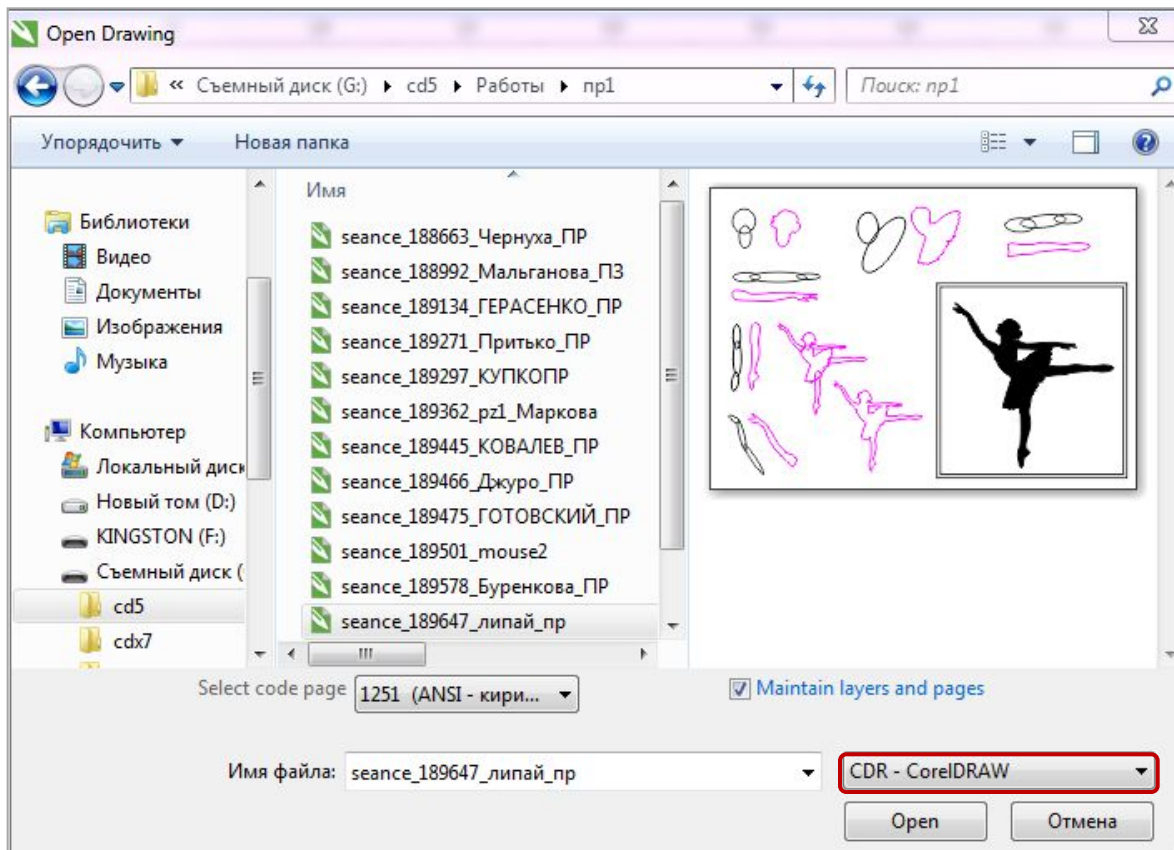 Open Drawing
« Съемный диск (G:) cd5 Работы пр1
Поиск: пр1
Упорядочить
Новая папка
Имя
Библиотеки
Видео
Документы
Изображения
Музыка
Компьютер
Локальный диск
Новый том (D:)
KINGSTON (F:)
Съемный диск (
cd5
cdx7
seance_188663_Чернуха_ПР
seance_188992_Мальганова_ПЗ
seance_189134_ГЕРАСЕНКО_ПР
seance_189271_Притько_ПР
seance_189297_КУПКОПР
seance_189362_pz1_Маркова
seance_189445_КОВАЛЕВ_ПР
seance_189466_Джуро_ПР
seance_189475_ГОТОВСКИЙ_ПР
seance_189501_mouse2
seance_189578_Буренкова_ПР
seance_189647_липай_пр
Select code page
1251 (ANSI - кири...
Maintain layers and pages
Имя файла: seance_189647_липай_пр
CDR - CorelDRAW
Open
Отмена